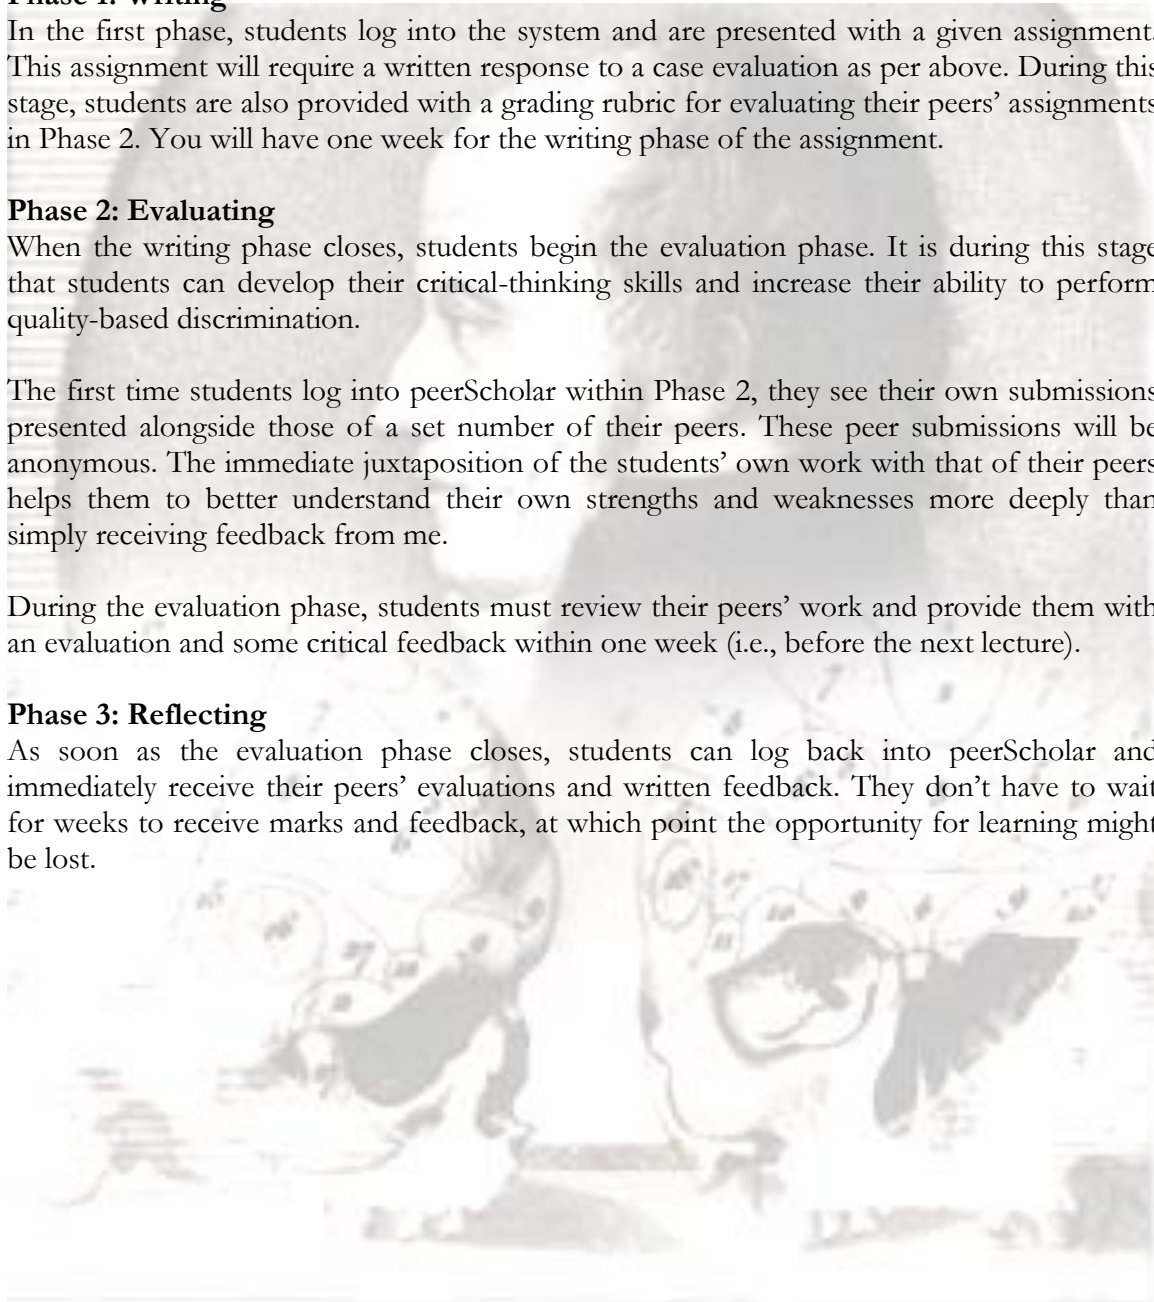 Phase 1: Writing
In the first phase, students log into the system and are presented with a given assignment.
This assignment will require a written response to a case evaluation as per above. During this
stage, students are also provided with a grading rubric for evaluating their peers’ assignments
in Phase 2. You will have one week for the writing phase of the assignment.
Phase 2: Evaluating
When the writing phase closes, students begin the evaluation phase. It is during this stage
that students can develop their critical-thinking skills and increase their ability to perform
quality-based discrimination.
The first time students log into peerScholar within Phase 2, they see their own submissions
presented alongside those of a set number of their peers. These peer submissions will be
anonymous. The immediate juxtaposition of the students’ own work with that of their peers
helps them to better understand their own strengths and weaknesses more deeply than
simply receiving feedback from me.
During the evaluation phase, students must review their peers’ work and provide them with
an evaluation and some critical feedback within one week (i.e., before the next lecture).
Phase 3: Reflecting
As soon as the evaluation phase closes, students can log back into peerScholar and
immediately receive their peers’ evaluations and written feedback. They don’t have to wait
for weeks to receive marks and feedback, at which point the opportunity for learning might
be lost.